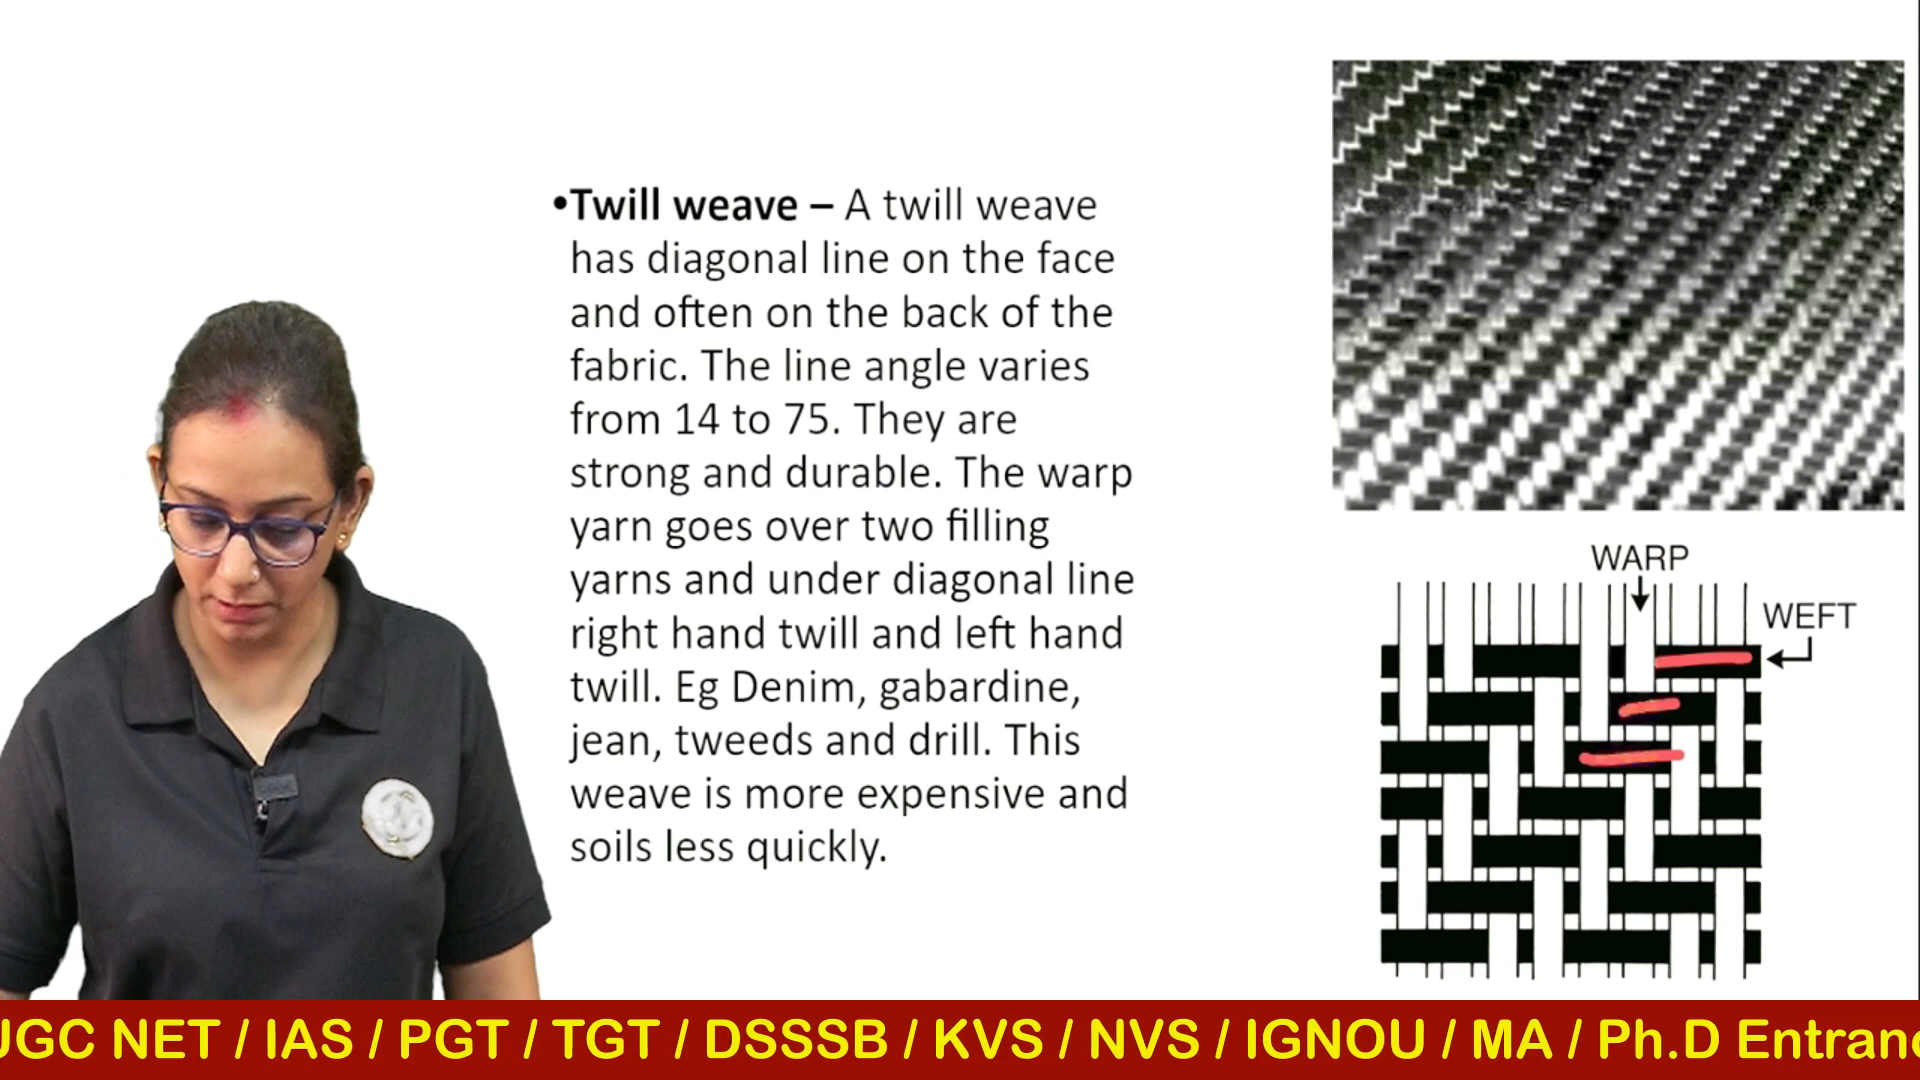 •Twill weave – A twill weave
has diagonal line on the face
and often on the back of the
fabric. The line angle varies
from 14 to 75. They are
strong and durable. The warp
yarn goes over two filling
yarns and under diagonal line
right hand twill and left hand
twill. Eg Denim, gabardine,
jean, tweeds and drill. This
weave is more expensive and
soils less quickly.
WARP
WEFT
UGC NET / IAS / PGT / TGT / DSSSB / KVS / NVS / IGNOU / MA / Ph.D Entranc